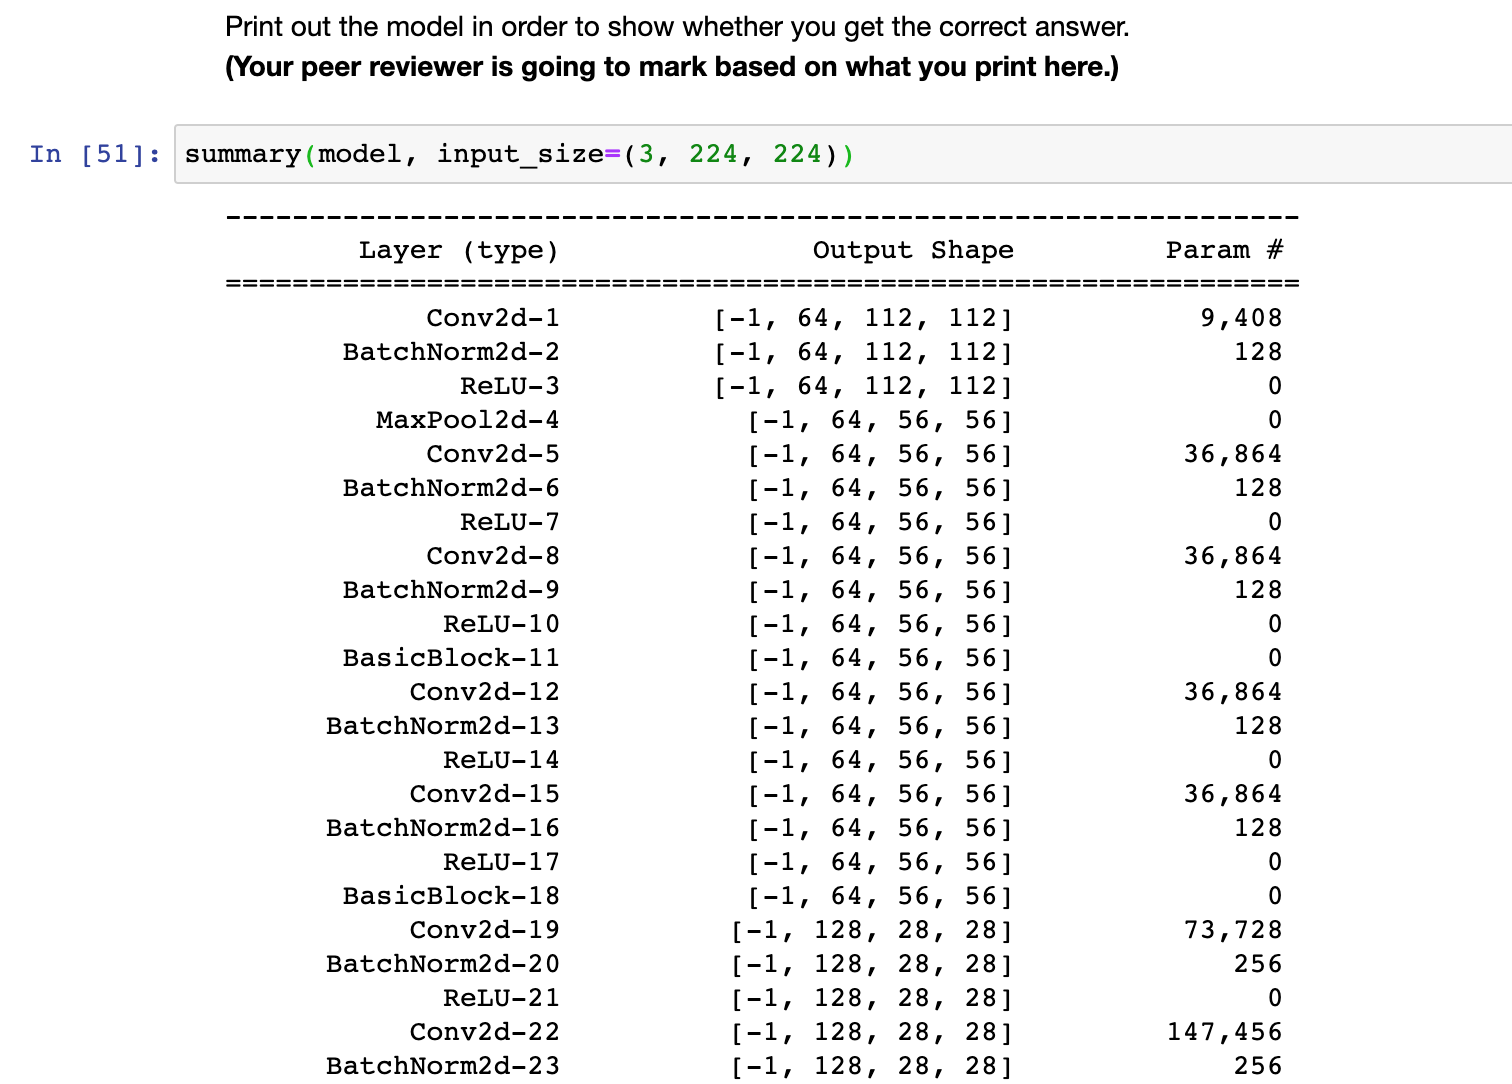 Print out the model in order to show whether you get the correct answer.
(Your peer reviewer is going to mark based on what you print here.)
In [51]: summary(model, input_size=(3, 224, 224))
----------------------------------------------------------------
Layer (type) Output Shape Param #
================================================================
Conv2d-1 [-1, 64, 112, 112] 9,408
BatchNorm2d-2 [-1, 64, 112, 112] 128
ReLU-3 [-1, 64, 112, 112] 0
MaxPool2d-4 [-1, 64, 56, 56] 0
Conv2d-5 [-1, 64, 56, 56] 36,864
BatchNorm2d-6 [-1, 64, 56, 56] 128
ReLU-7 [-1, 64, 56, 56] 0
Conv2d-8 [-1, 64, 56, 56] 36,864
BatchNorm2d-9 [-1, 64, 56, 56] 128
ReLU-10 [-1, 64, 56, 56] 0
BasicBlock-11 [-1, 64, 56, 56] 0
Conv2d-12 [-1, 64, 56, 56] 36,864
BatchNorm2d-13 [-1, 64, 56, 56] 128
ReLU-14 [-1, 64, 56, 56] 0
Conv2d-15 [-1, 64, 56, 56] 36,864
BatchNorm2d-16 [-1, 64, 56, 56] 128
ReLU-17 [-1, 64, 56, 56] 0
BasicBlock-18 [-1, 64, 56, 56] 0
Conv2d-19 [-1, 128, 28, 28] 73,728
BatchNorm2d-20 [-1, 128, 28, 28] 256
ReLU-21 [-1, 128, 28, 28] 0
Conv2d-22 [-1, 128, 28, 28] 147,456
BatchNorm2d-23 [-1, 128, 28, 28] 256